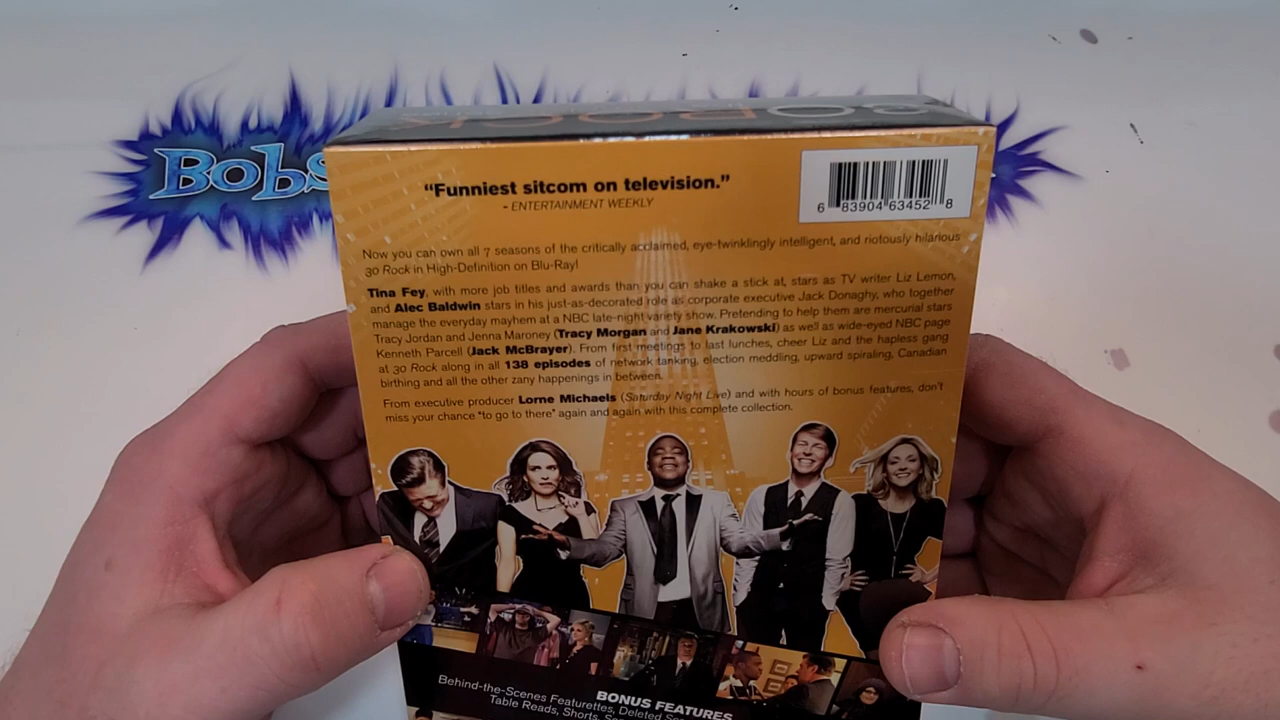 Bobs
“Funniest sitcom on television.”
- ENTERTAINMENT WEEKLY
6 83904 63452 8
Now you can own all 7 seasons of the critically acclaimed, eye-twinklingly intelligent, and riotously hilarious
30 Rock in High-Definition on Blu-Ray!
Tina Fey, with more job titles and awards than you can shake a stick at, stars as TV writer Liz Lemon,
and Alec Baldwin stars in his just-as-decorated role as corporate executive Jack Donaghy, who together
manage the everyday mayhem at a NBC late-night variety show. Pretending to help them are mercurial stars
Tracy Jordan and Jenna Maroney (Tracy Morgan and Jane Krakowski) as well as wide-eyed NBC page
Kenneth Parcell (Jack McBrayer). From first meetings to last lunches, cheer Liz and the hapless gang
at 30 Rock along in all 138 episodes of network tanking, election meddling, upward spiraling, Canadian
birthing and all the other zany happenings in between.
From executive producer Lorne Michaels (Saturday Night Live) and with hours of bonus features, don't
miss your chance "to go to there" again and again with this complete collection.
BONUS FEATURES
Behind-the-Scenes Featurettes, Deleted
Table Reads, Shorts,